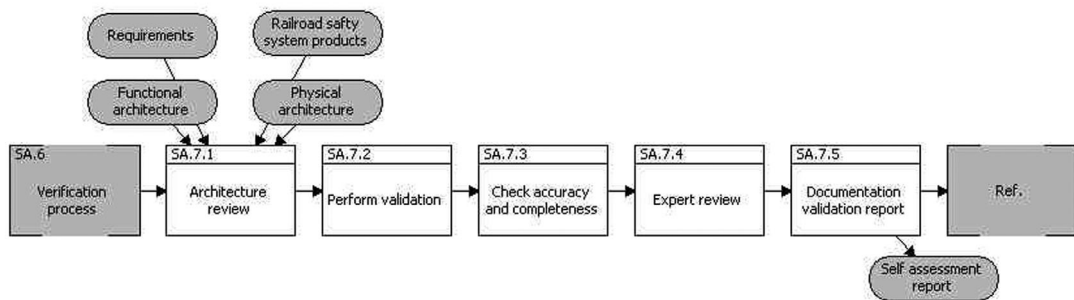 Requirements
Railroad safty
system products
Functional
architecture
Physical
architecture
SA.6
Verification
process
SA.7.1
Architecture
review
SA.7.2
Perform validation
SA.7.3
Check accuracy
and completeness
SA.7.4
Expert review
SA.7.5
Documentation
validation report
Ref.
Self assessment
report